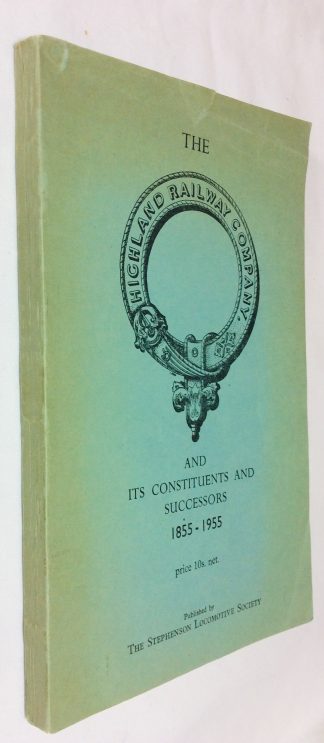 THE
HIGHLAND RAILWAY COMPANY.
AND
ITS CONSTITUENTS AND
SUCCESSORS
1855-1955
price 10s. net.
Published by
THE STEPHENSON LOCOMOTIVE SOCIETY